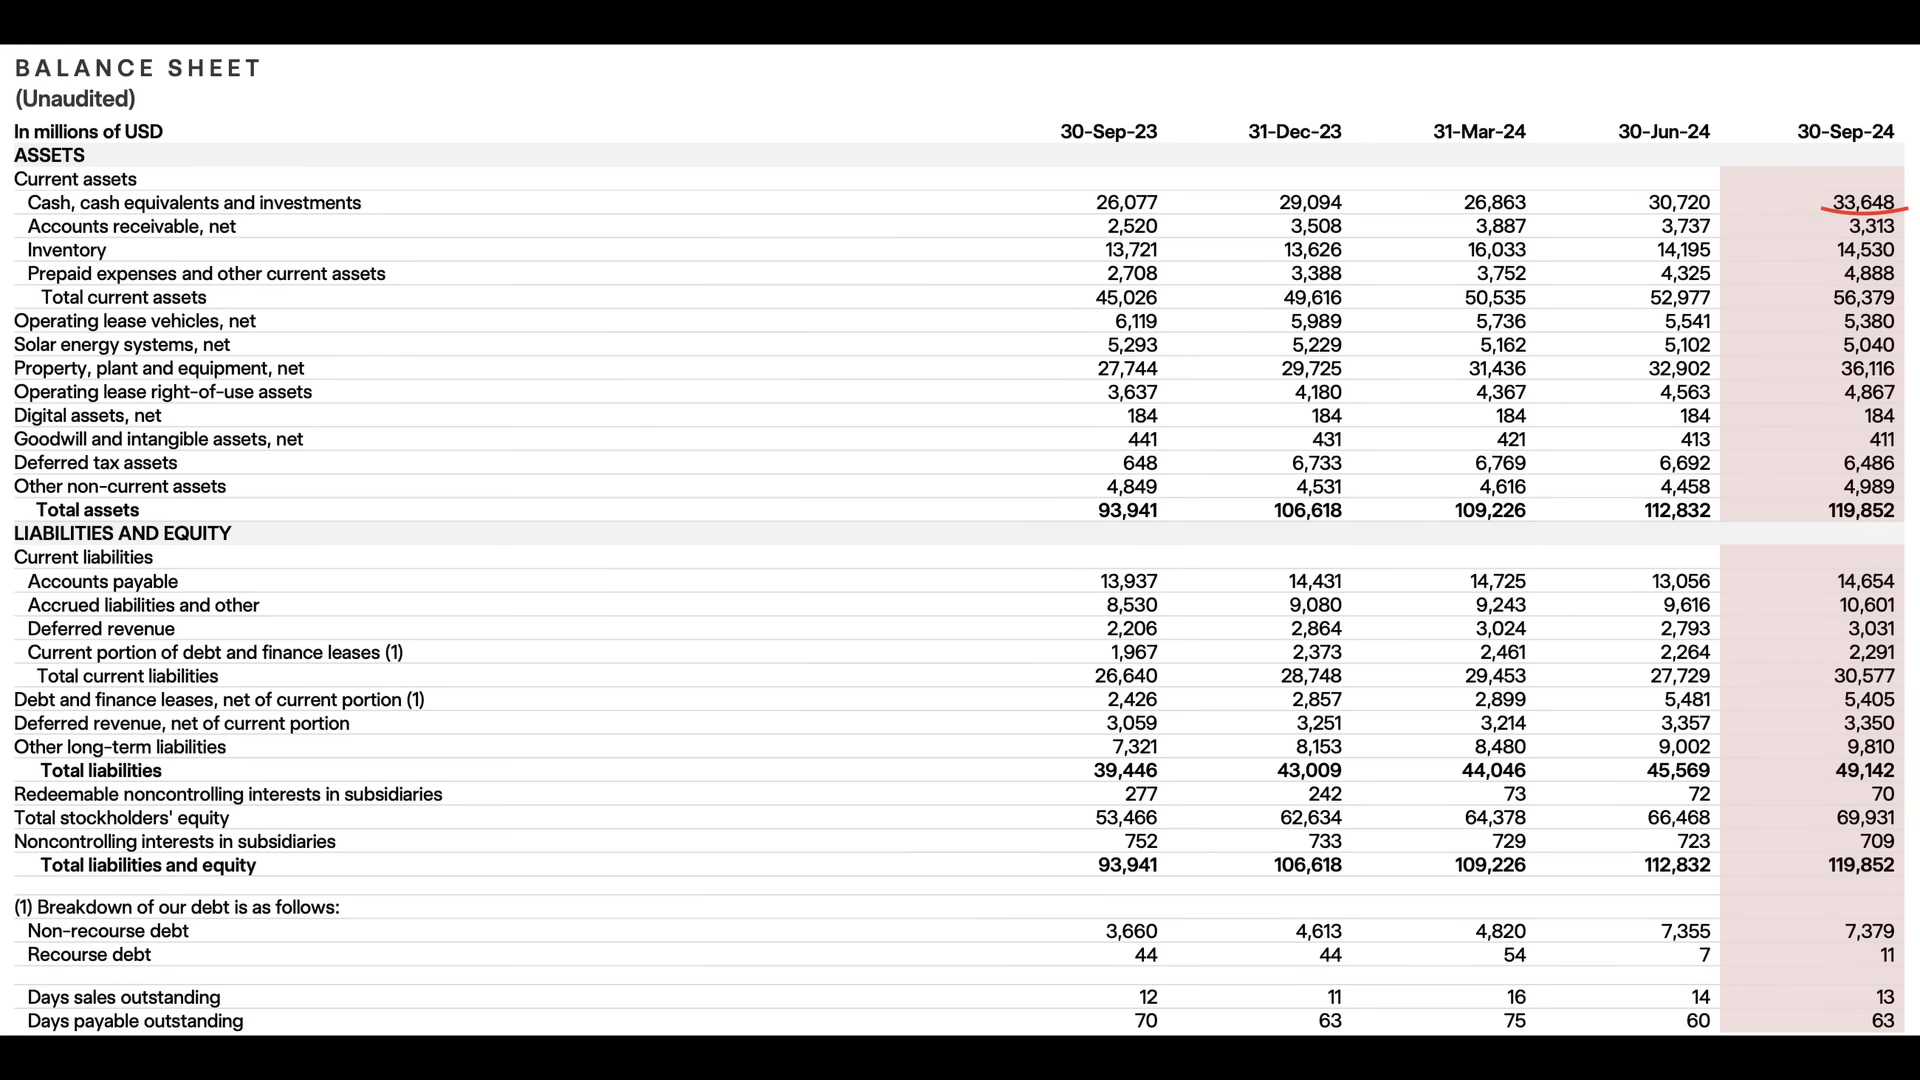 BALANCE SHEET
(Unaudited)
In millions of USD 30-Sep-23 31-Dec-23 31-Mar-24 30-Jun-24 30-Sep-24
ASSETS
Current assets
Cash, cash equivalents and investments 26,077 29,094 26,863 30,720 33,648
Accounts receivable, net 2,520 3,508 3,887 3,737 3,313
Inventory 13,721 13,626 16,033 14,195 14,530
Prepaid expenses and other current assets 2,708 3,388 3,752 4,325 4,888
Total current assets 45,026 49,616 50,535 52,977 56,379
Operating lease vehicles, net 6,119 5,989 5,736 5,541 5,380
Solar energy systems, net 5,293 5,229 5,162 5,102 5,040
Property, plant and equipment, net 27,744 29,725 31,436 32,902 36,116
Operating lease right-of-use assets 3,637 4,180 4,367 4,563 4,867
Digital assets, net 184 184 184 184 184
Goodwill and intangible assets, net 441 431 421 413 411
Deferred tax assets 648 6,733 6,769 6,692 6,486
Other non-current assets 4,849 4,531 4,616 4,458 4,989
Total assets 93,941 106,618 109,226 112,832 119,852
LIABILITIES AND EQUITY
Current liabilities
Accounts payable 13,937 14,431 14,725 13,056 14,654
Accrued liabilities and other 8,530 9,080 9,243 9,616 10,601
Deferred revenue 2,206 2,864 3,024 2,793 3,031
Current portion of debt and finance leases (1) 1,967 2,373 2,461 2,264 2,291
Total current liabilities 26,640 28,748 29,453 27,729 30,577
Debt and finance leases, net of current portion (1) 2,426 2,857 2,899 5,481 5,405
Deferred revenue, net of current portion 3,059 3,251 3,214 3,357 3,350
Other long-term liabilities 7,321 8,153 8,480 9,002 9,810
Total liabilities 39,446 43,009 44,046 45,569 49,142
Redeemable noncontrolling interests in subsidiaries 277 242 73 72 70
Total stockholders' equity 53,466 62,634 64,378 66,468 69,931
Noncontrolling interests in subsidiaries 752 733 729 723 709
Total liabilities and equity 93,941 106,618 109,226 112,832 119,852
(1) Breakdown of our debt is as follows:
Non-recourse debt 3,660 4,613 4,820 7,355 7,379
Recourse debt 44 44 54 7 11
Days sales outstanding 12 11 16 14 13
Days payable outstanding 70 63 75 60 63